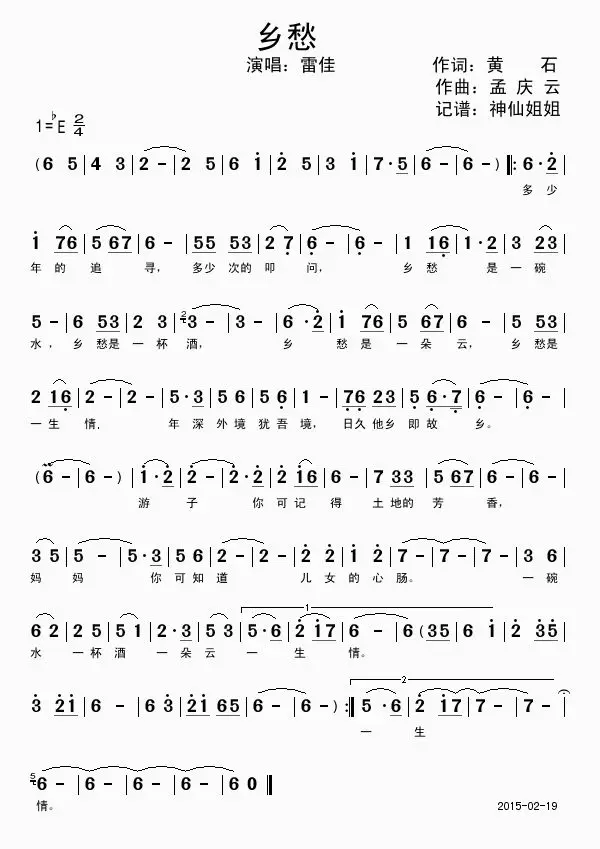 乡愁
演唱：雷佳
作词：黄 石
作曲：孟 庆 云
记谱：神仙姐姐
1=♭E 2/4
( 6 5 | 4 3 | 2 - | 2 5 | 6 i | 2 5 | 3 i | 7 · 5 | 6 - | 6 - ) |: 6 · 2 |
多 少
i 76 | 5 67 | 6 - | 55 53 | 2 7 | 6 - | 6 - | 1 16 | 1 · 2 | 3 23 |
年 的 追 寻， 多少 次的 叩 问， 乡 愁 是 一碗
5 - | 6 53 | 2 3 | 2 3 - | 3 - | 6 · 2 | i 76 | 5 67 | 6 - | 5 53 |
水， 乡 愁是 一 杯 酒， 乡 愁 是 一 朵 云， 乡 愁是
2 16 | 2 - | 2 - | 5 · 3 | 5 6 | 5 6 | 1 - | 76 23 | 5 6·7 | 6 - | 6 - |
一 生 情， 年 深 外 境 犹 吾 境， 日久 他乡 即 故 乡。
( 6 - | 6 - ) | i · 2 | 2 - | 2 2 | 2 i6 | 6 - | 7 33 | 5 67 | 6 - |
游 子 你 可 记 得 土 地的 芳 香，
3 5 | 5 - | 5 · 3 | 5 6 | 2 - | 2 - | 2 2 | i 2 | 7 - | 7 - | 3 6 |
妈 妈 你 可 知 道 儿 女 的 心 肠。 一 碗
6 2 | 2 5 | 5 1 | 2 · 3 | 5 3 | 5 · 6 | 2 i7 | 6 - | 6 ( 35 | 6 i | 2 35 |
1
水 一 杯 酒 一 朵 云 一 生 情。
3 2i | 6 - | 6 3 | 2i 65 | 6 - | 6 - ) :| 5 · 6 | 2 i7 | 7 - | 7 - |
2
一 生
5 6 - | 6 - | 6 - | 6 - | 6 0 ‖
情。
2015-02-19